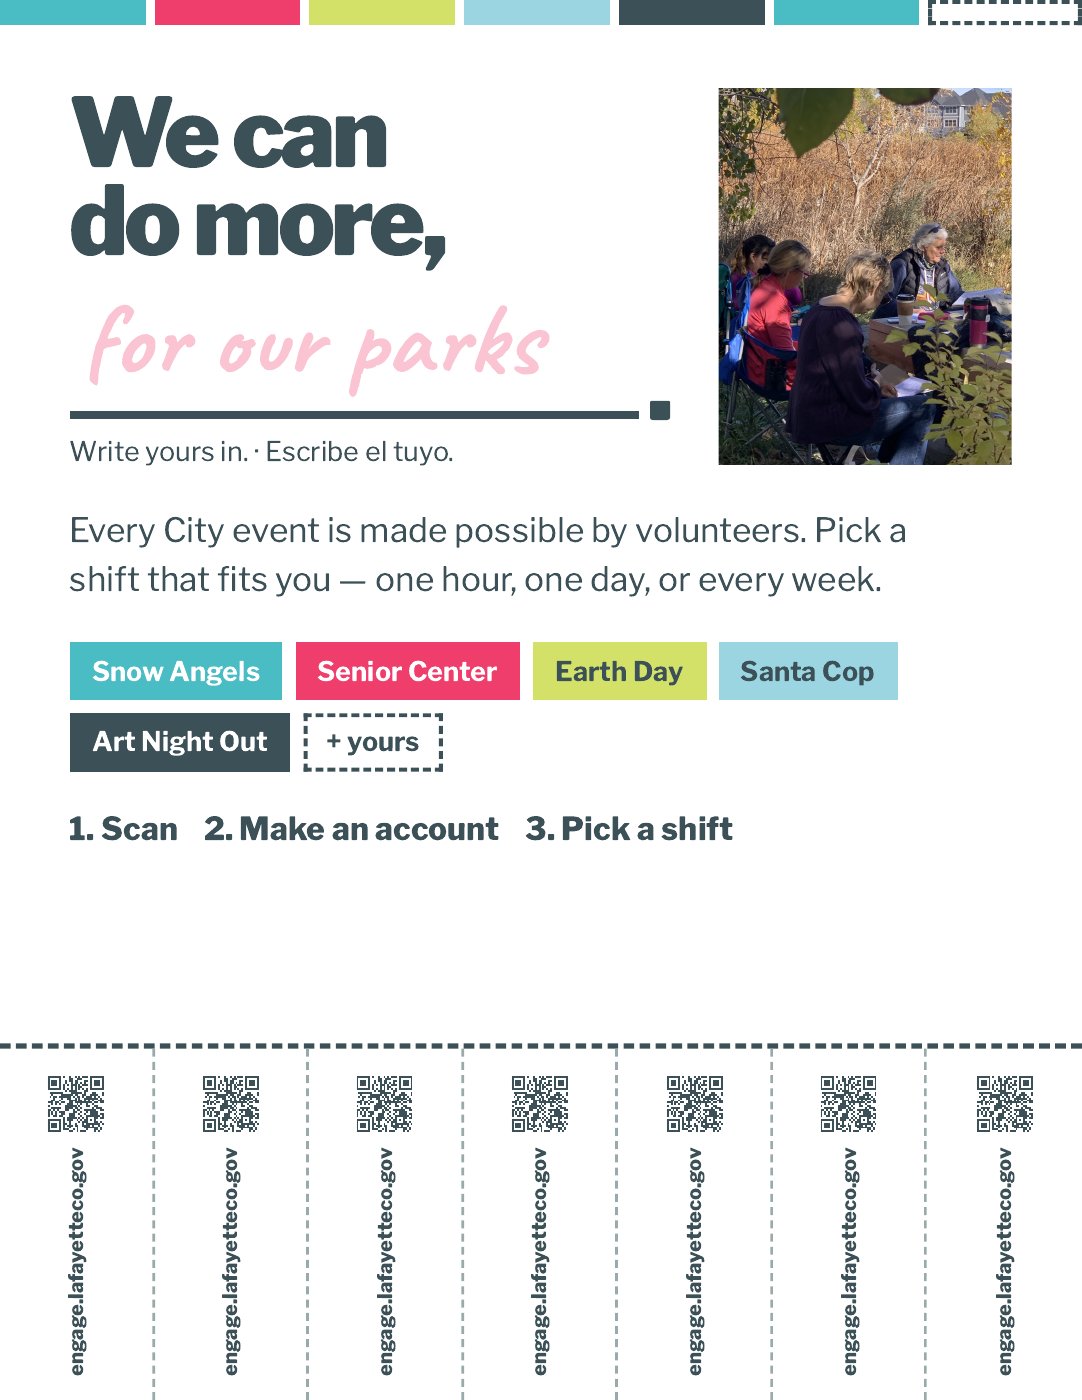 We can
do more,
for our parks
Write yours in. · Escribe el tuyo.
Every City event is made possible by volunteers. Pick a
shift that fits you — one hour, one day, or every week.
Snow Angels Senior Center Earth Day Santa Cop
Art Night Out + yours
1. Scan 2. Make an account 3. Pick a shift
engage.lafayetteco.gov
engage.lafayetteco.gov
engage.lafayetteco.gov
engage.lafayetteco.gov
engage.lafayetteco.gov
engage.lafayetteco.gov
engage.lafayetteco.gov